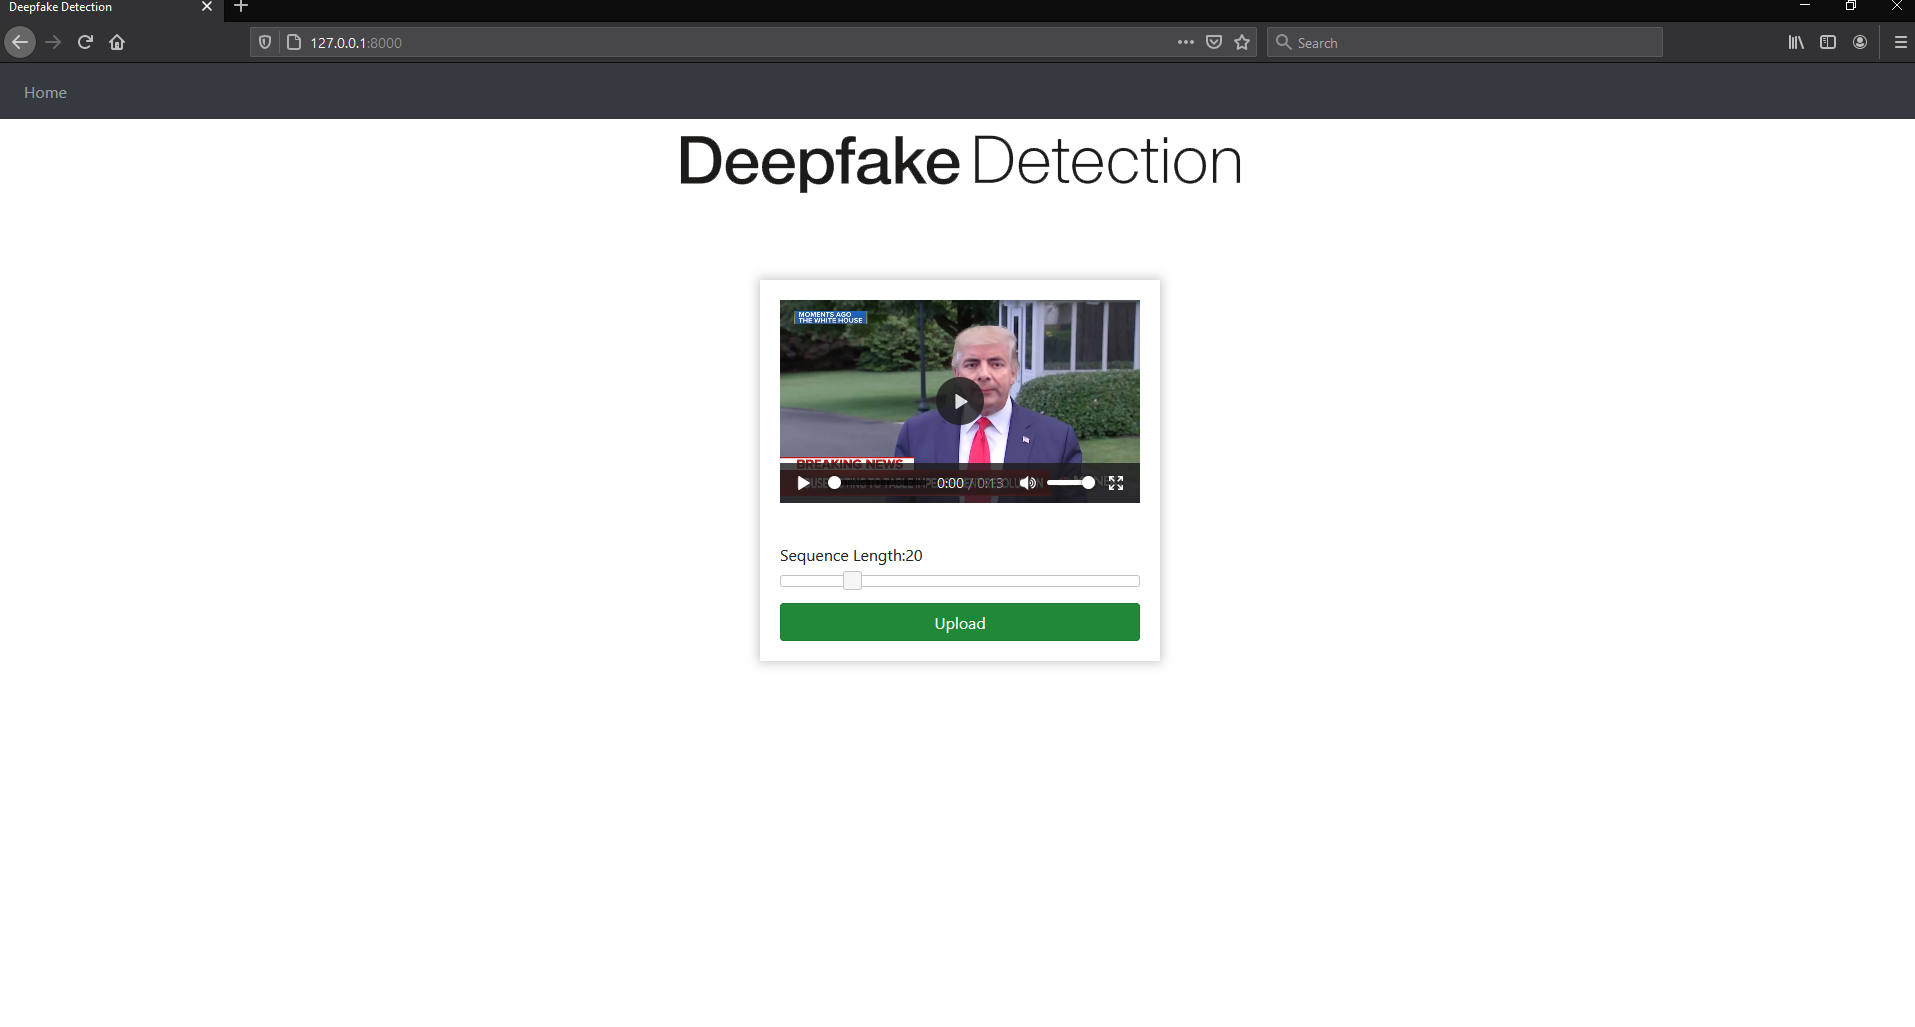 Deepfake Detection
127.0.0.1:8000
Search
Home
Deepfake Detection
MOMENTS AGO
THE WHITE HOUSE
BREAKING NEWS
0:00 / 0:13
Sequence Length:20
Upload